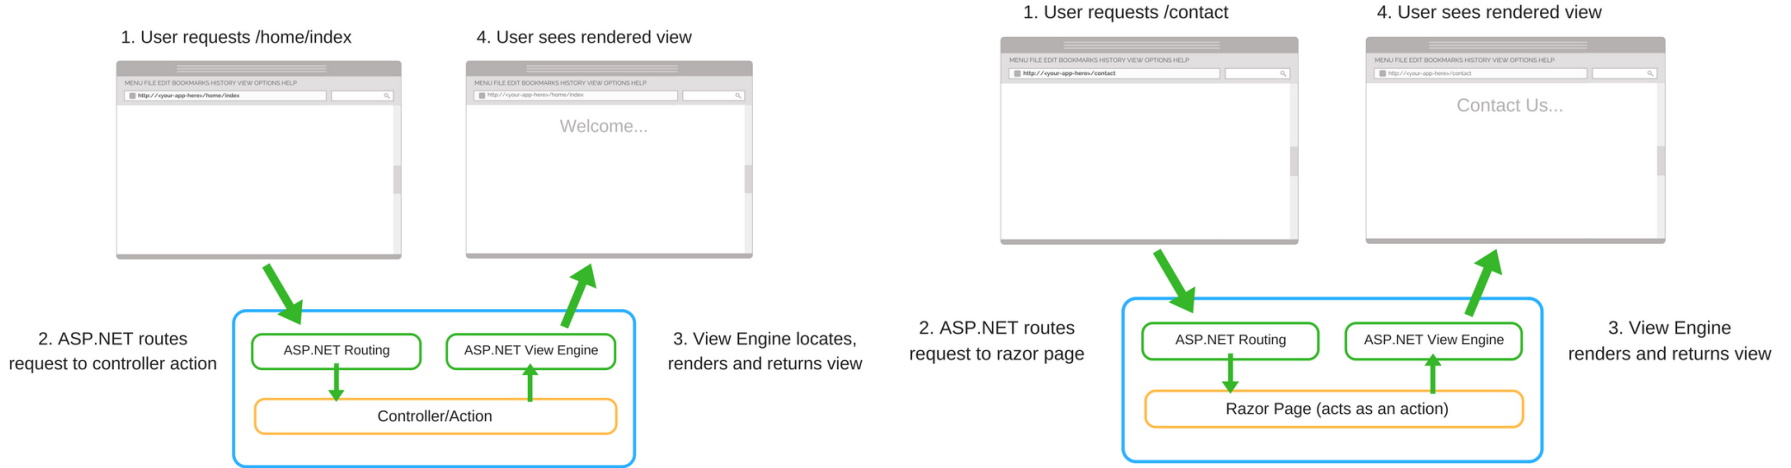 1. User requests /home/index
4. User sees rendered view
MENU FILE EDIT BOOKMARKS HISTORY VIEW OPTIONS HELP
http://<your-app-here>/home/index
MENU FILE EDIT BOOKMARKS HISTORY VIEW OPTIONS HELP
http://<your-app-here>/home/index
Welcome...
2. ASP.NET routes
request to controller action
ASP.NET Routing
ASP.NET View Engine
Controller/Action
3. View Engine locates,
renders and returns view
1. User requests /contact
4. User sees rendered view
MENU FILE EDIT BOOKMARKS HISTORY VIEW OPTIONS HELP
http://<your-app-here>/contact
MENU FILE EDIT BOOKMARKS HISTORY VIEW OPTIONS HELP
http://<your-app-here>/contact
Contact Us...
2. ASP.NET routes
request to razor page
ASP.NET Routing
ASP.NET View Engine
Razor Page (acts as an action)
3. View Engine
renders and returns view